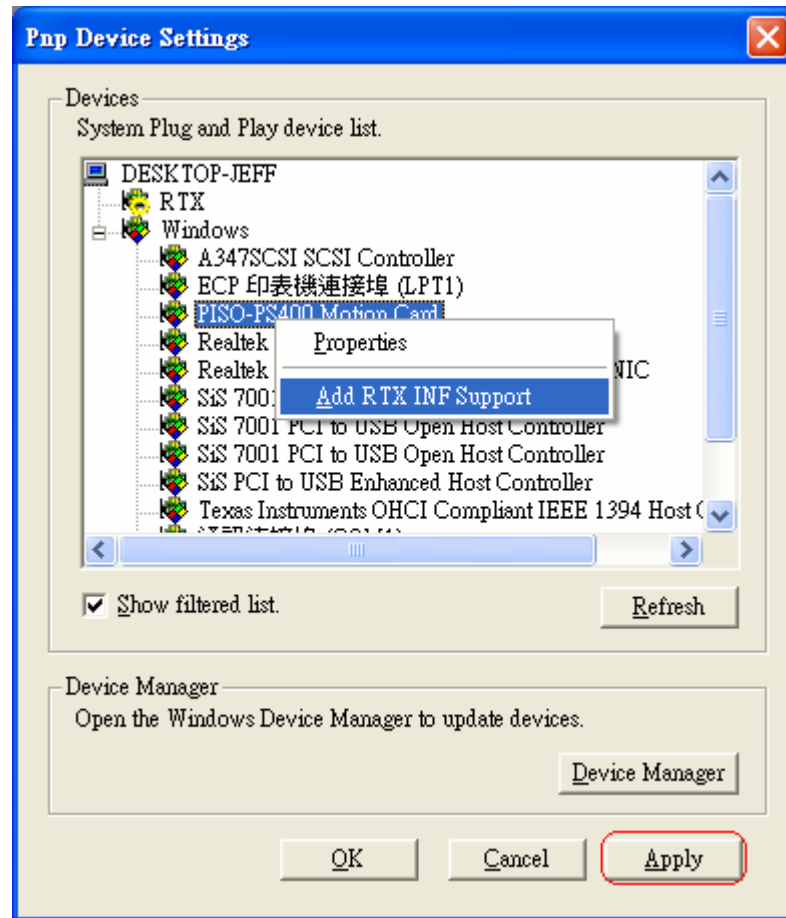 Pnp Device Settings
Devices
System Plug and Play device list.
DESKTOP-JEFF
RTX
Windows
A347SCSI SCSI Controller
ECP 印表機連接埠 (LPT1)
PISO-PS400 Motion Card
Realtek
Properties
Realtek NIC
Add RTX INF Support
SiS 7001
SiS 7001 PCI to USB Open Host Controller
SiS 7001 PCI to USB Open Host Controller
SiS PCI to USB Enhanced Host Controller
Texas Instruments OHCI Compliant IEEE 1394 Host
Show filtered list.
Refresh
Device Manager
Open the Windows Device Manager to update devices.
Device Manager
OK Cancel Apply